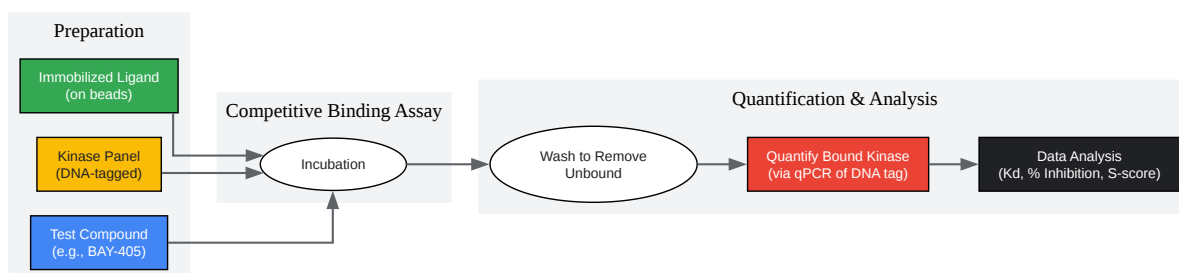 Preparation
Immobilized Ligand
(on beads)
Kinase Panel
(DNA-tagged)
Test Compound
(e.g., BAY-405)
Competitive Binding Assay
Incubation
Quantification & Analysis
Wash to Remove
Unbound
Quantify Bound Kinase
(via qPCR of DNA tag)
Data Analysis
(Kd, % Inhibition, S-score)